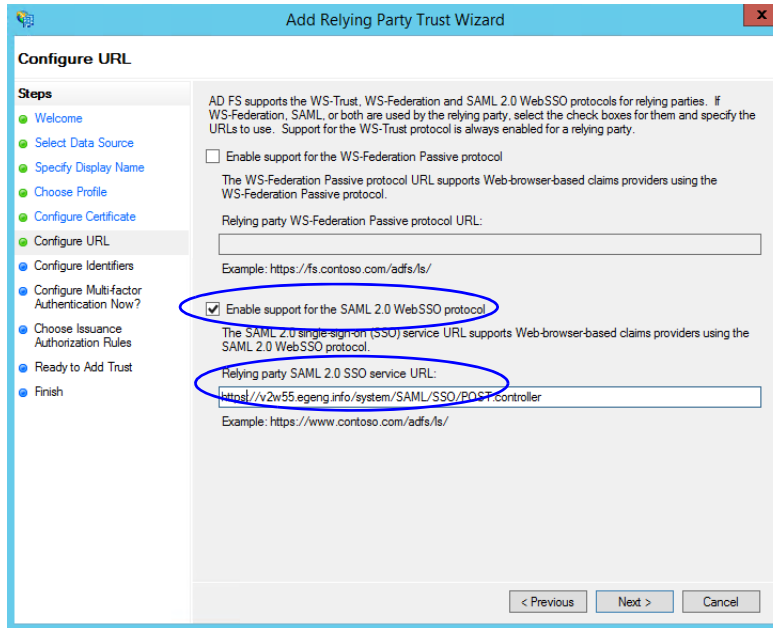 Add Relying Party Trust Wizard
x
Configure URL
Steps
Welcome
Select Data Source
Specify Display Name
Choose Profile
Configure Certificate
Configure URL
Configure Identifiers
Configure Multi-factor
Authentication Now?
Choose Issuance
Authorization Rules
Ready to Add Trust
Finish
AD FS supports the WS-Trust, WS-Federation and SAML 2.0 WebSSO protocols for relying parties. If
WS-Federation, SAML, or both are used by the relying party, select the check boxes for them and specify the
URLs to use. Support for the WS-Trust protocol is always enabled for a relying party.
Enable support for the WS-Federation Passive protocol
The WS-Federation Passive protocol URL supports Web-browser-based claims providers using the
WS-Federation Passive protocol.
Relying party WS-Federation Passive protocol URL:
Example: https://fs.contoso.com/adfs/ls/
Enable support for the SAML 2.0 WebSSO protocol
The SAML 2.0 single-sign-on (SSO) service URL supports Web-browser-based claims providers using the
SAML 2.0 WebSSO protocol.
Relying party SAML 2.0 SSO service URL:
https://v2w55.egeng.info/system/SAML/SSO/POST.controller
Example: https://www.contoso.com/adfs/ls/
< Previous
Next >
Cancel